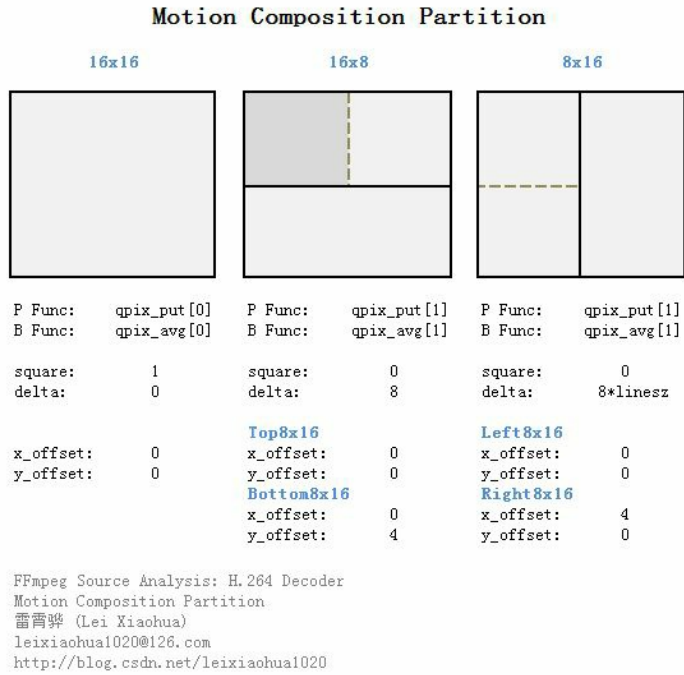 Motion Composition Partition
16x16 16x8 8x16
P Func: qpix_put[0] P Func: qpix_put[1] P Func: qpix_put[1]
B Func: qpix_avg[0] B Func: qpix_avg[1] B Func: qpix_avg[1]
square: 1 square: 0 square: 0
delta: 0 delta: 8 delta: 8*linesz
Top8x16 Left8x16
x_offset: 0 x_offset: 0 x_offset: 0
y_offset: 0 y_offset: 0 y_offset: 0
Bottom8x16 Right8x16
x_offset: 0 x_offset: 4
y_offset: 4 y_offset: 0
FFmpeg Source Analysis: H.264 Decoder
Motion Composition Partition
雷霄骅 (Lei Xiaohua)
leixiaohua1020@126.com
http://blog.csdn.net/leixiaohua1020